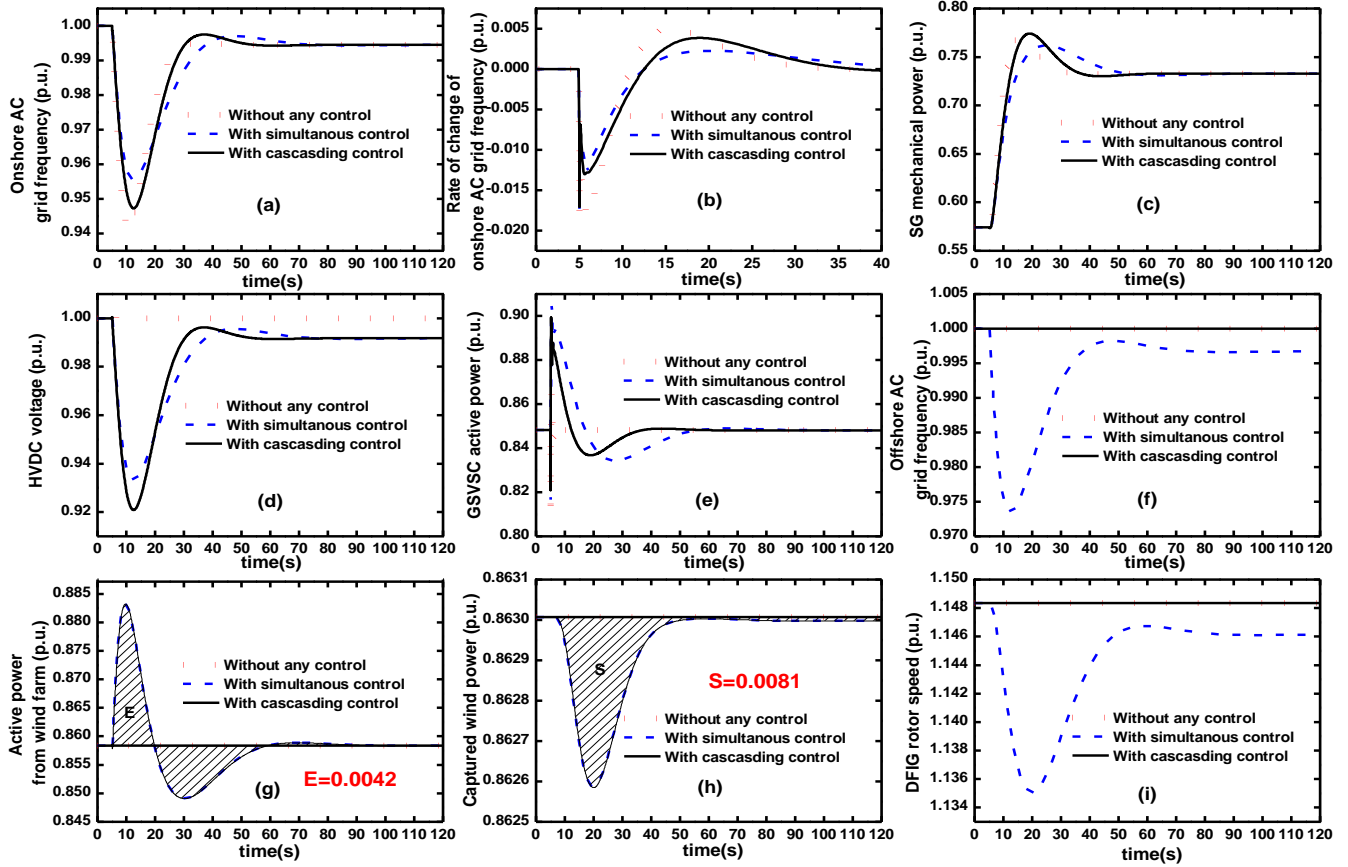 1.00
0.99
0.98
0.97
0.96
0.95
0.94
Onshore AC
grid frequency (p.u.)
Without any control
With simultanous control
With cascasding control
(a)
0 10 20 30 40 50 60 70 80 90 100 110 120
time(s)
0.005
0.000
-0.005
-0.010
-0.015
-0.020
Rate of change of
onshore AC grid frequency (p.u.)
Without any control
With simultanous control
With cascasding control
(b)
0 5 10 15 20 25 30 35 40
time(s)
0.80
0.75
0.70
0.65
0.60
0.55
SG mechanical power (p.u.)
Without any control
With simultanous control
With cascasding control
(c)
0 10 20 30 40 50 60 70 80 90 100 110 120
time(s)
1.00
0.98
0.96
0.94
0.92
HVDC voltage (p.u.)
Without any control
With simultanous control
With cascasding control
(d)
0 10 20 30 40 50 60 70 80 90 100 110 120
time(s)
0.90
0.88
0.86
0.84
0.82
0.80
GSVSC active power (p.u.)
Without any control
With simultanous control
With cascasding control
(e)
0 10 20 30 40 50 60 70 80 90 100 110 120
time(s)
1.005
1.000
0.995
0.990
0.985
0.980
0.975
0.970
Offshore AC
grid frequency (p.u.)
Without any control
With simultanous control
With cascasding control
(f)
0 10 20 30 40 50 60 70 80 90 100 110 120
time(s)
0.885
0.880
0.875
0.870
0.865
0.860
0.855
0.850
0.845
Active power
from wind farm (p.u.)
Without any control
With simultanous control
With cascasding control
E
E=0.0042
(g)
0 10 20 30 40 50 60 70 80 90 100 110 120
time(s)
0.8631
0.8630
0.8629
0.8628
0.8627
0.8626
0.8625
Captured wind power (p.u.)
S
S=0.0081
Without any control
With simultanous control
With cascasding control
(h)
0 10 20 30 40 50 60 70 80 90 100 110 120
time(s)
1.150
1.148
1.146
1.144
1.142
1.140
1.138
1.136
1.134
DFIG rotor speed (p.u.)
Without any control
With simultanous control
With cascasding control
(i)
0 10 20 30 40 50 60 70 80 90 100 110 120
time(s)